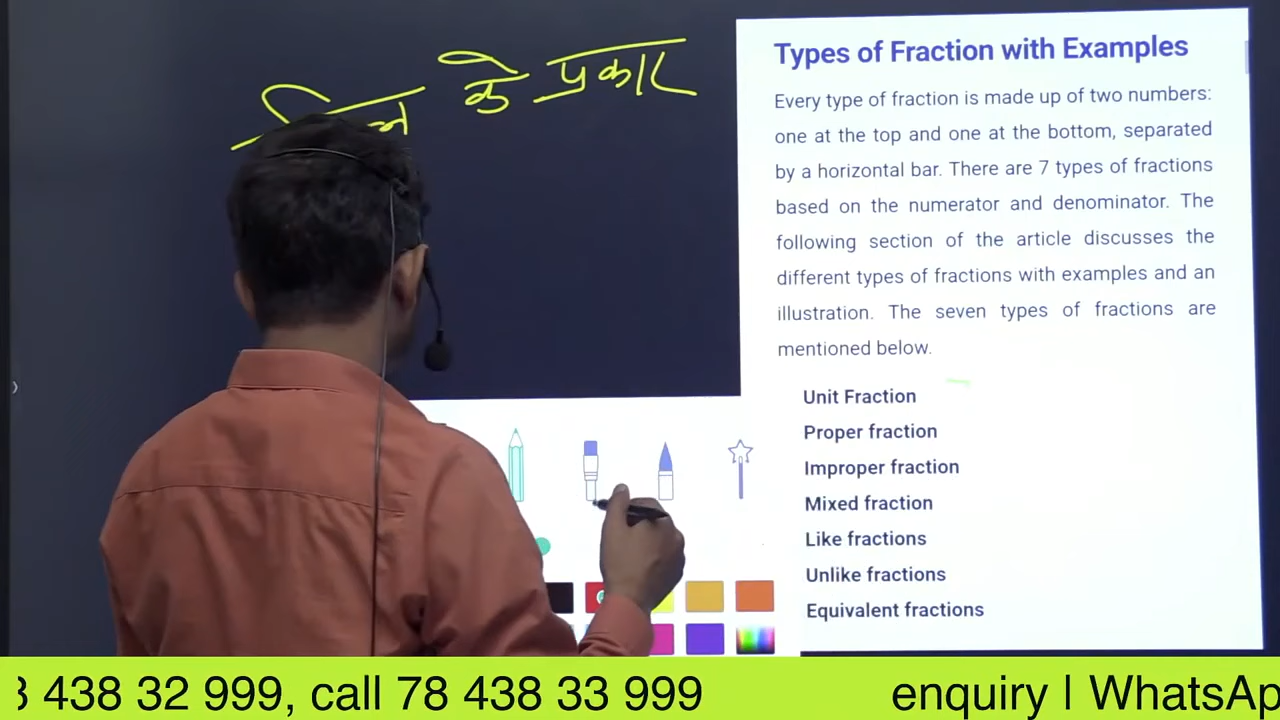 के प्रकार
Types of Fraction with Examples
Every type of fraction is made up of two numbers:
one at the top and one at the bottom, separated
by a horizontal bar. There are 7 types of fractions
based on the numerator and denominator. The
following section of the article discusses the
different types of fractions with examples and an
illustration. The seven types of fractions are
mentioned below.
Unit Fraction
Proper fraction
Improper fraction
Mixed fraction
Like fractions
Unlike fractions
Equivalent fractions
438 32 999, call 78 438 33 999 enquiry | WhatsAp